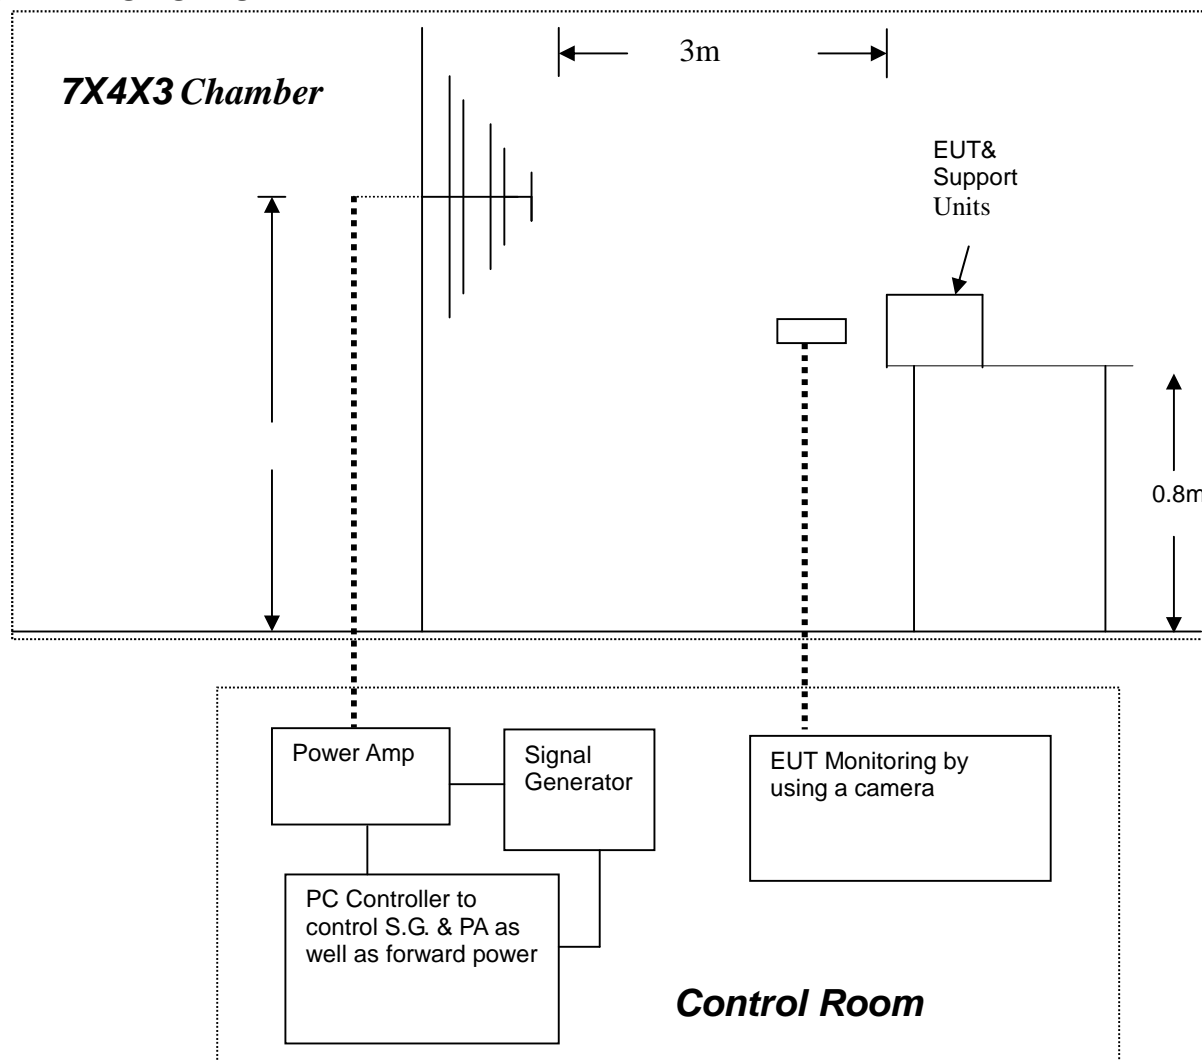 3m
7X4X3 Chamber
EUT&
Support
Units
0.8m
Power Amp
Signal
Generator
EUT Monitoring by
using a camera
PC Controller to
control S.G. & PA as
well as forward power
Control Room